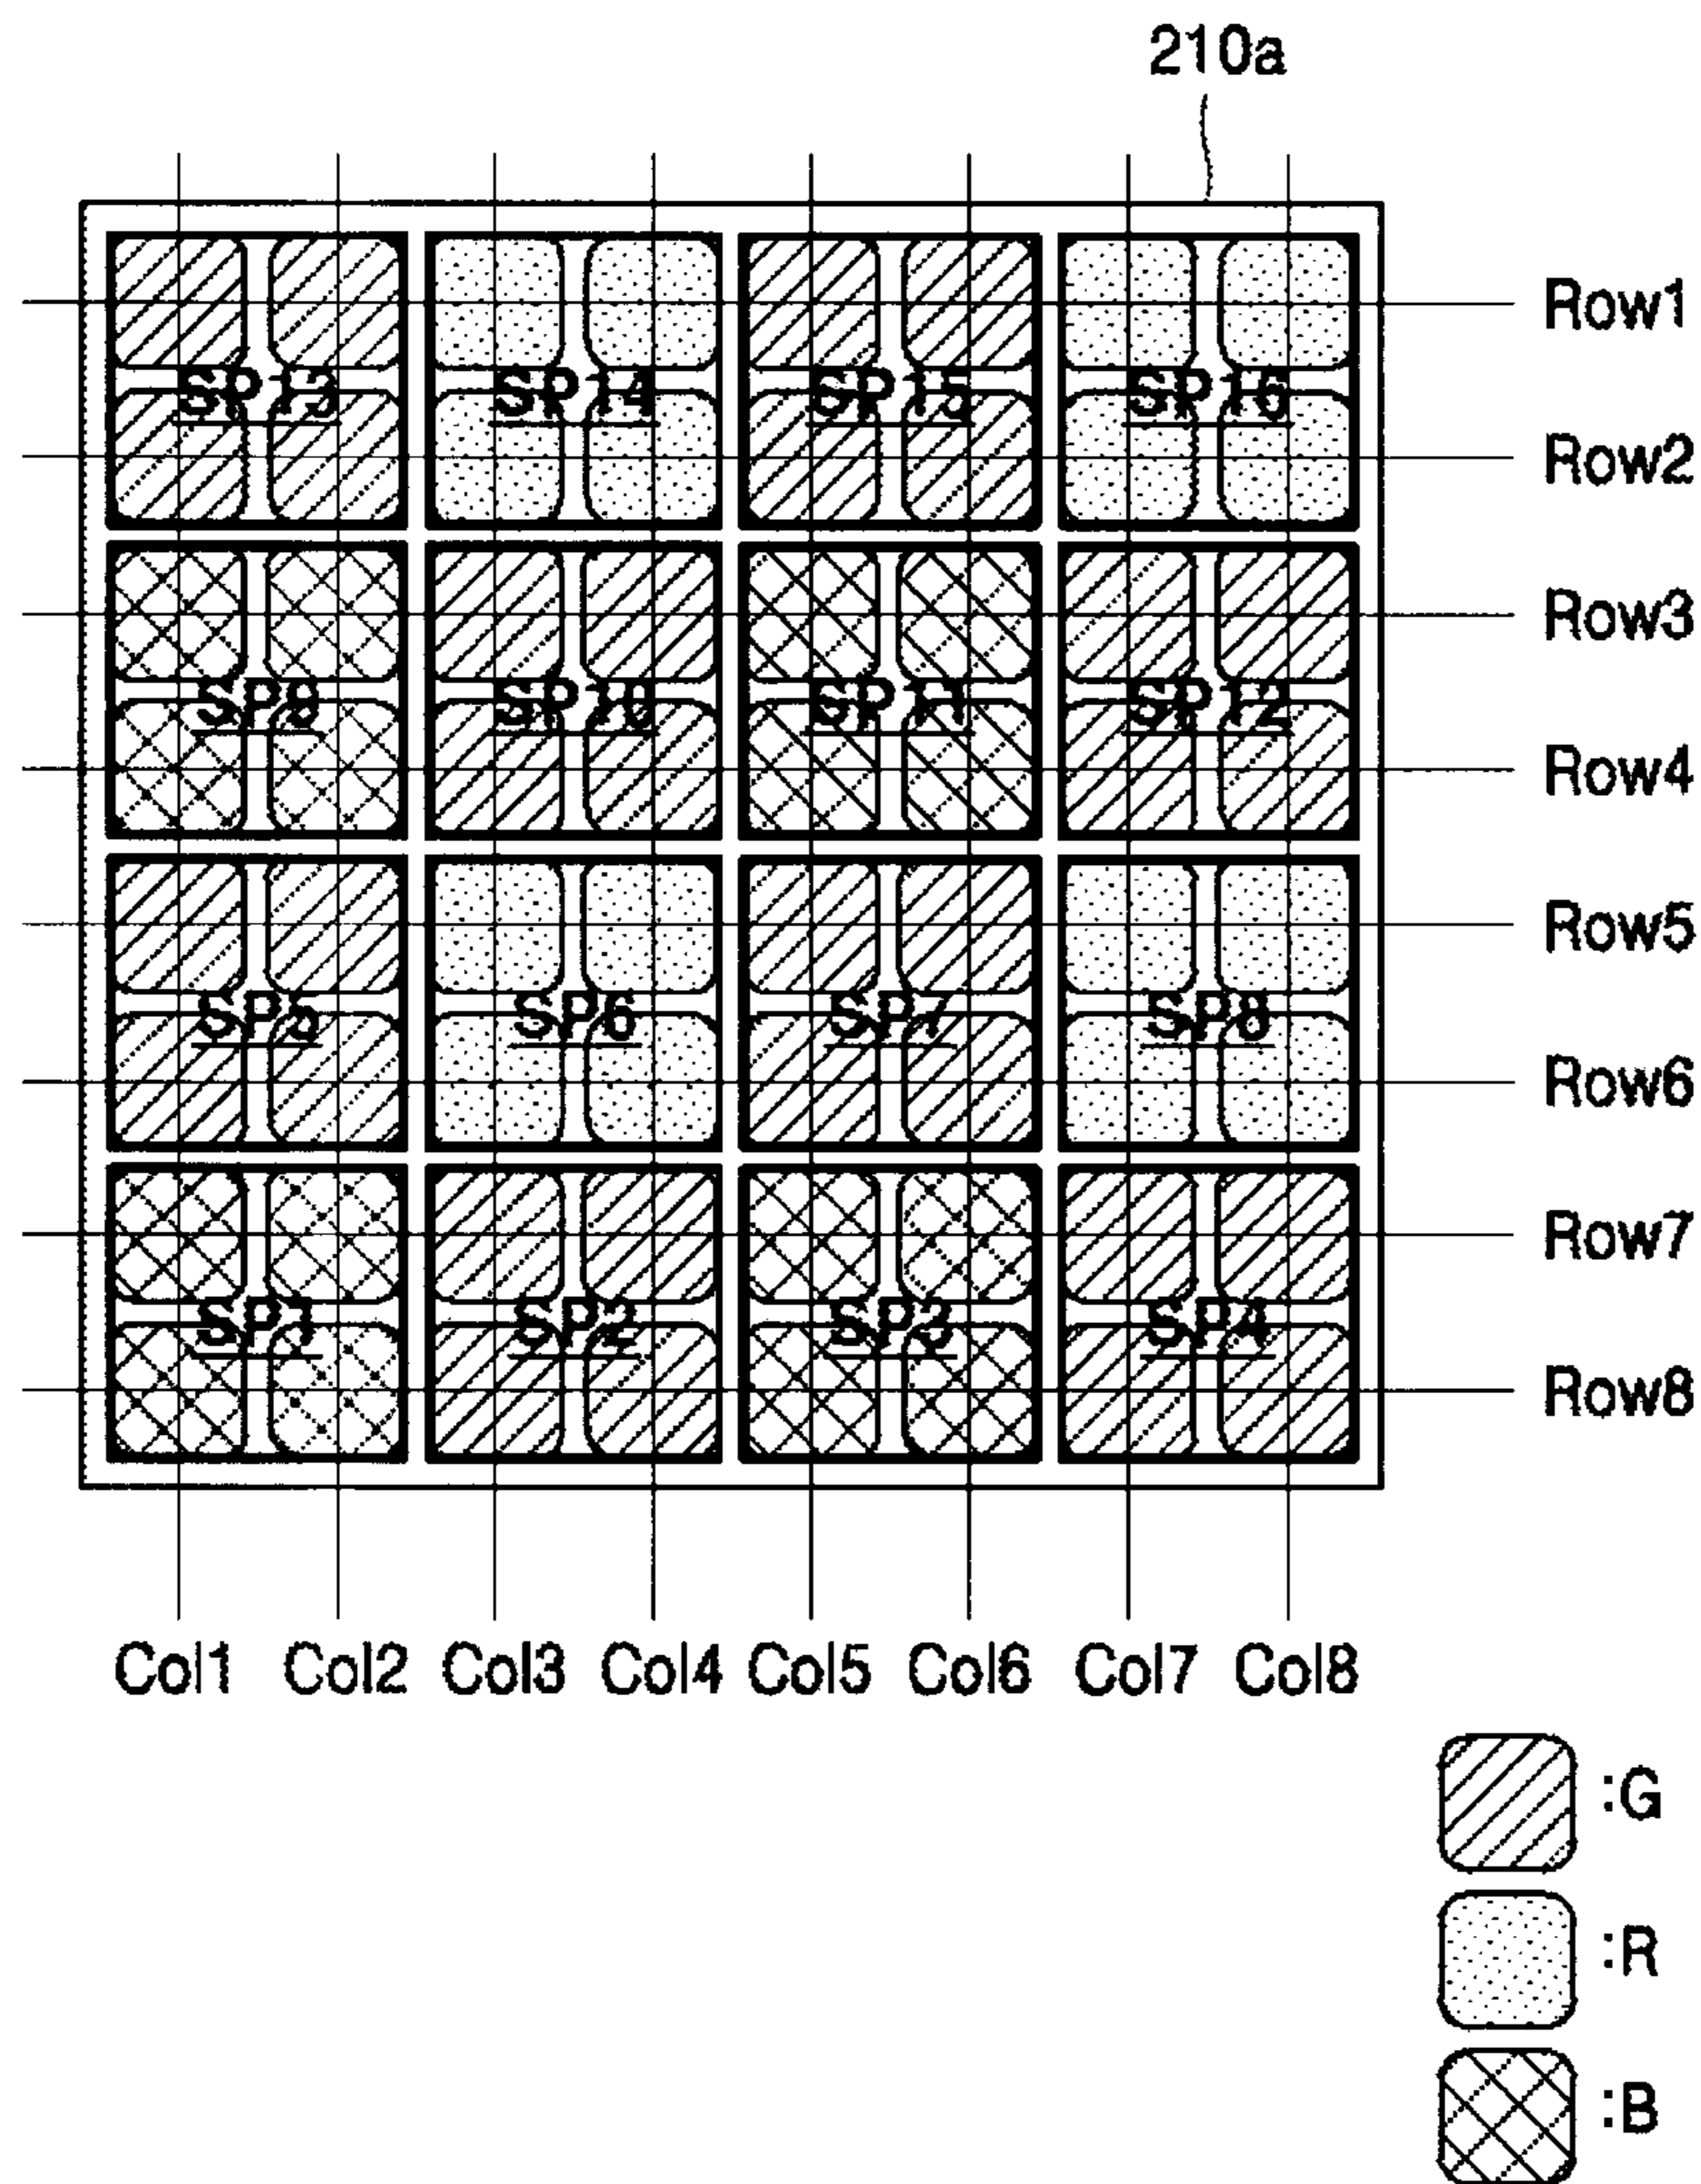 210a
SP13 SP14 SP15 SP16 Row1
Row2
SP9 SP10 SP11 SP12 Row3
Row4
SP5 SP6 SP7 SP8 Row5
Row6
SP1 SP2 SP3 SP4 Row7
Row8
Col1 Col2 Col3 Col4 Col5 Col6 Col7 Col8
:G
:R
:B